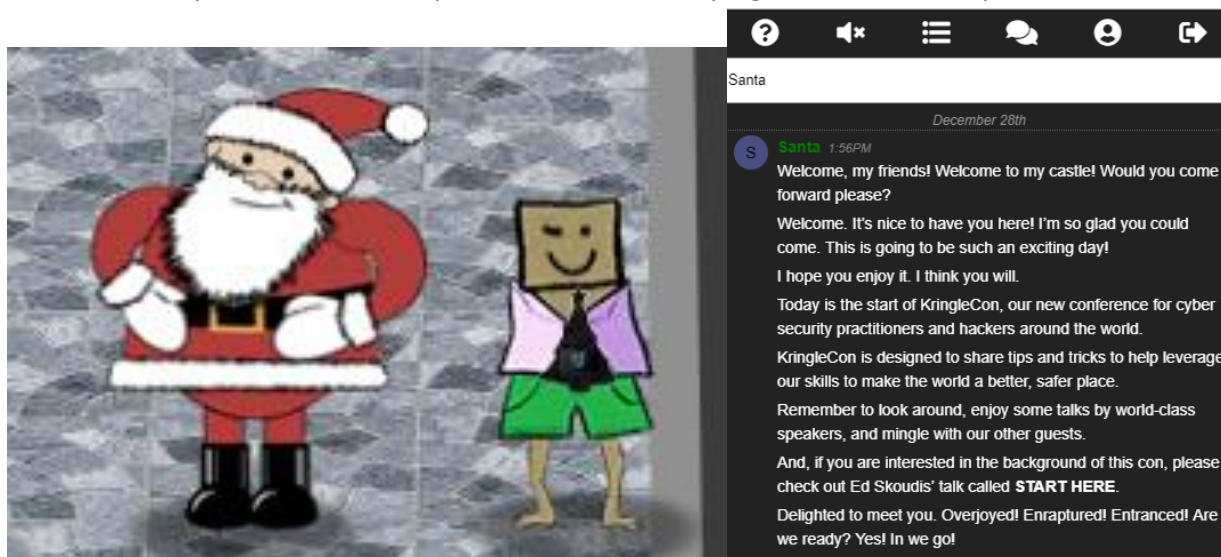 Santa
December 28th
S
Santa 1:56PM
Welcome, my friends! Welcome to my castle! Would you come
forward please?
Welcome. It's nice to have you here! I'm so glad you could
come. This is going to be such an exciting day!
I hope you enjoy it. I think you will.
Today is the start of KringleCon, our new conference for cyber
security practitioners and hackers around the world.
KringleCon is designed to share tips and tricks to help leverage
our skills to make the world a better, safer place.
Remember to look around, enjoy some talks by world-class
speakers, and mingle with our other guests.
And, if you are interested in the background of this con, please
check out Ed Skoudis' talk called START HERE.
Delighted to meet you. Overjoyed! Enraptured! Entranced! Are
we ready? Yes! In we go!